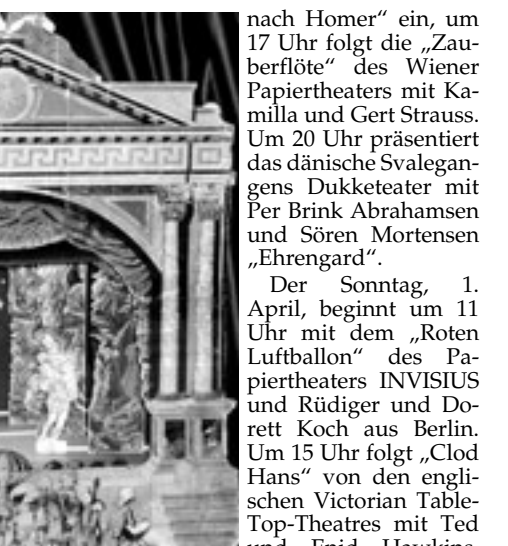 nach Homer“ ein, um
17 Uhr folgt die „Zau-
berflöte“ des Wiener
Papiertheaters mit Ka-
milla und Gert Strauss.
Um 20 Uhr präsentiert
das dänische Svalegan-
gens Dukketeater mit
Per Brink Abrahamsen
und Sören Mortensen
„Ehrengard“.
Der Sonntag, 1.
April, beginnt um 11
Uhr mit dem „Roten
Luftballon“ des Pa-
piertheaters INVISIUS
und Rüdiger und Do-
rett Koch aus Berlin.
Um 15 Uhr folgt „Clod
Hans“ von den engli-
schen Victorian Table-
Top-Theatres mit Ted
und Enid Hawkins.